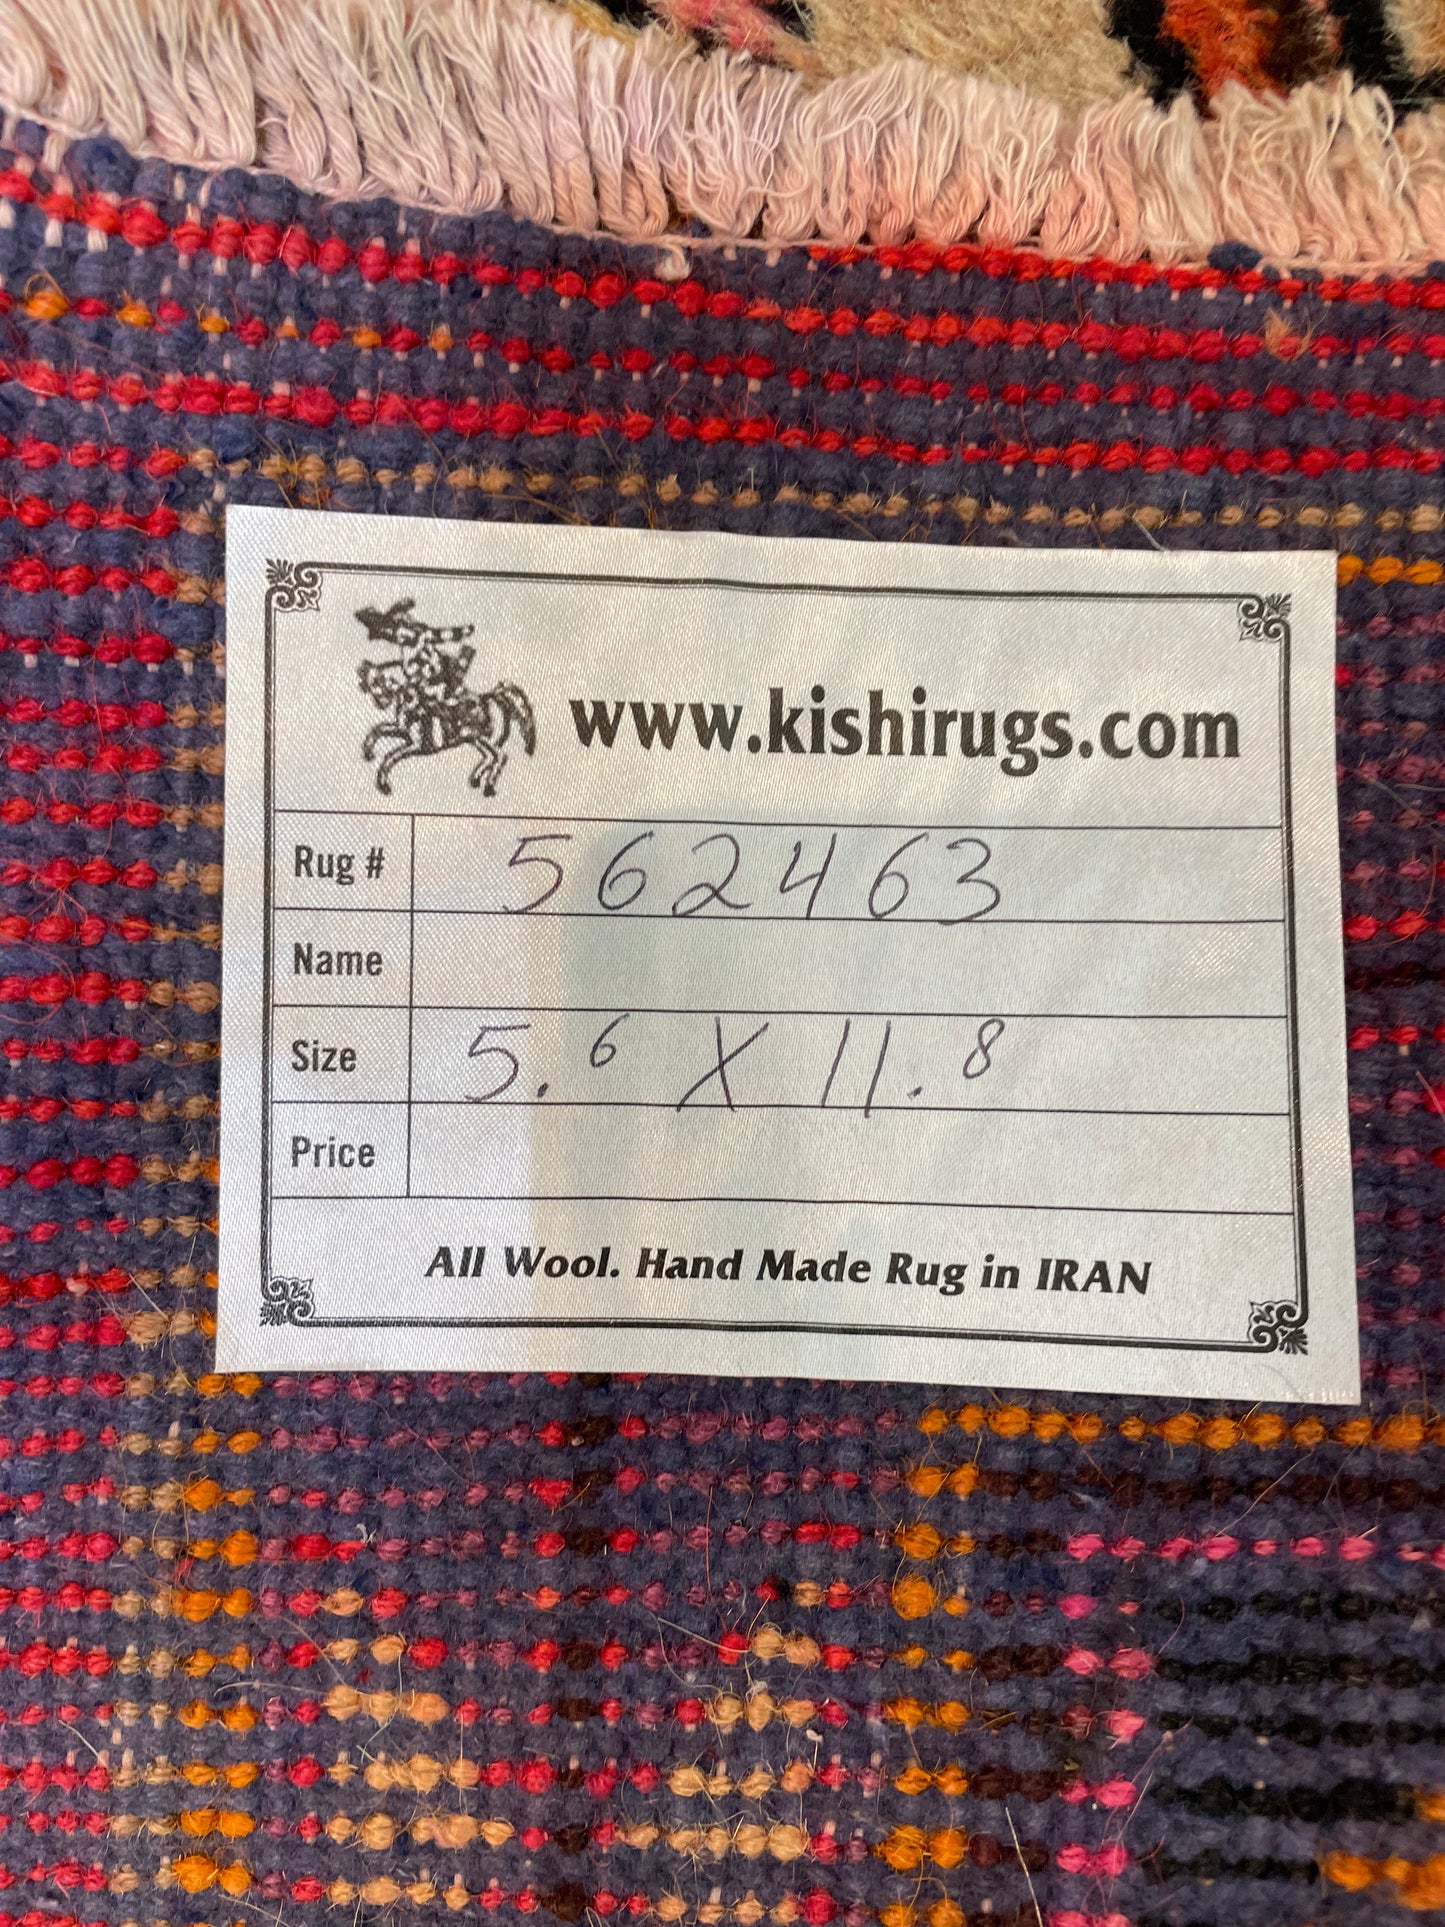 www.kishirugs.com
Rug # 562463
Name
Size 5.6 X 11.8
Price
All Wool. Hand Made Rug in IRAN